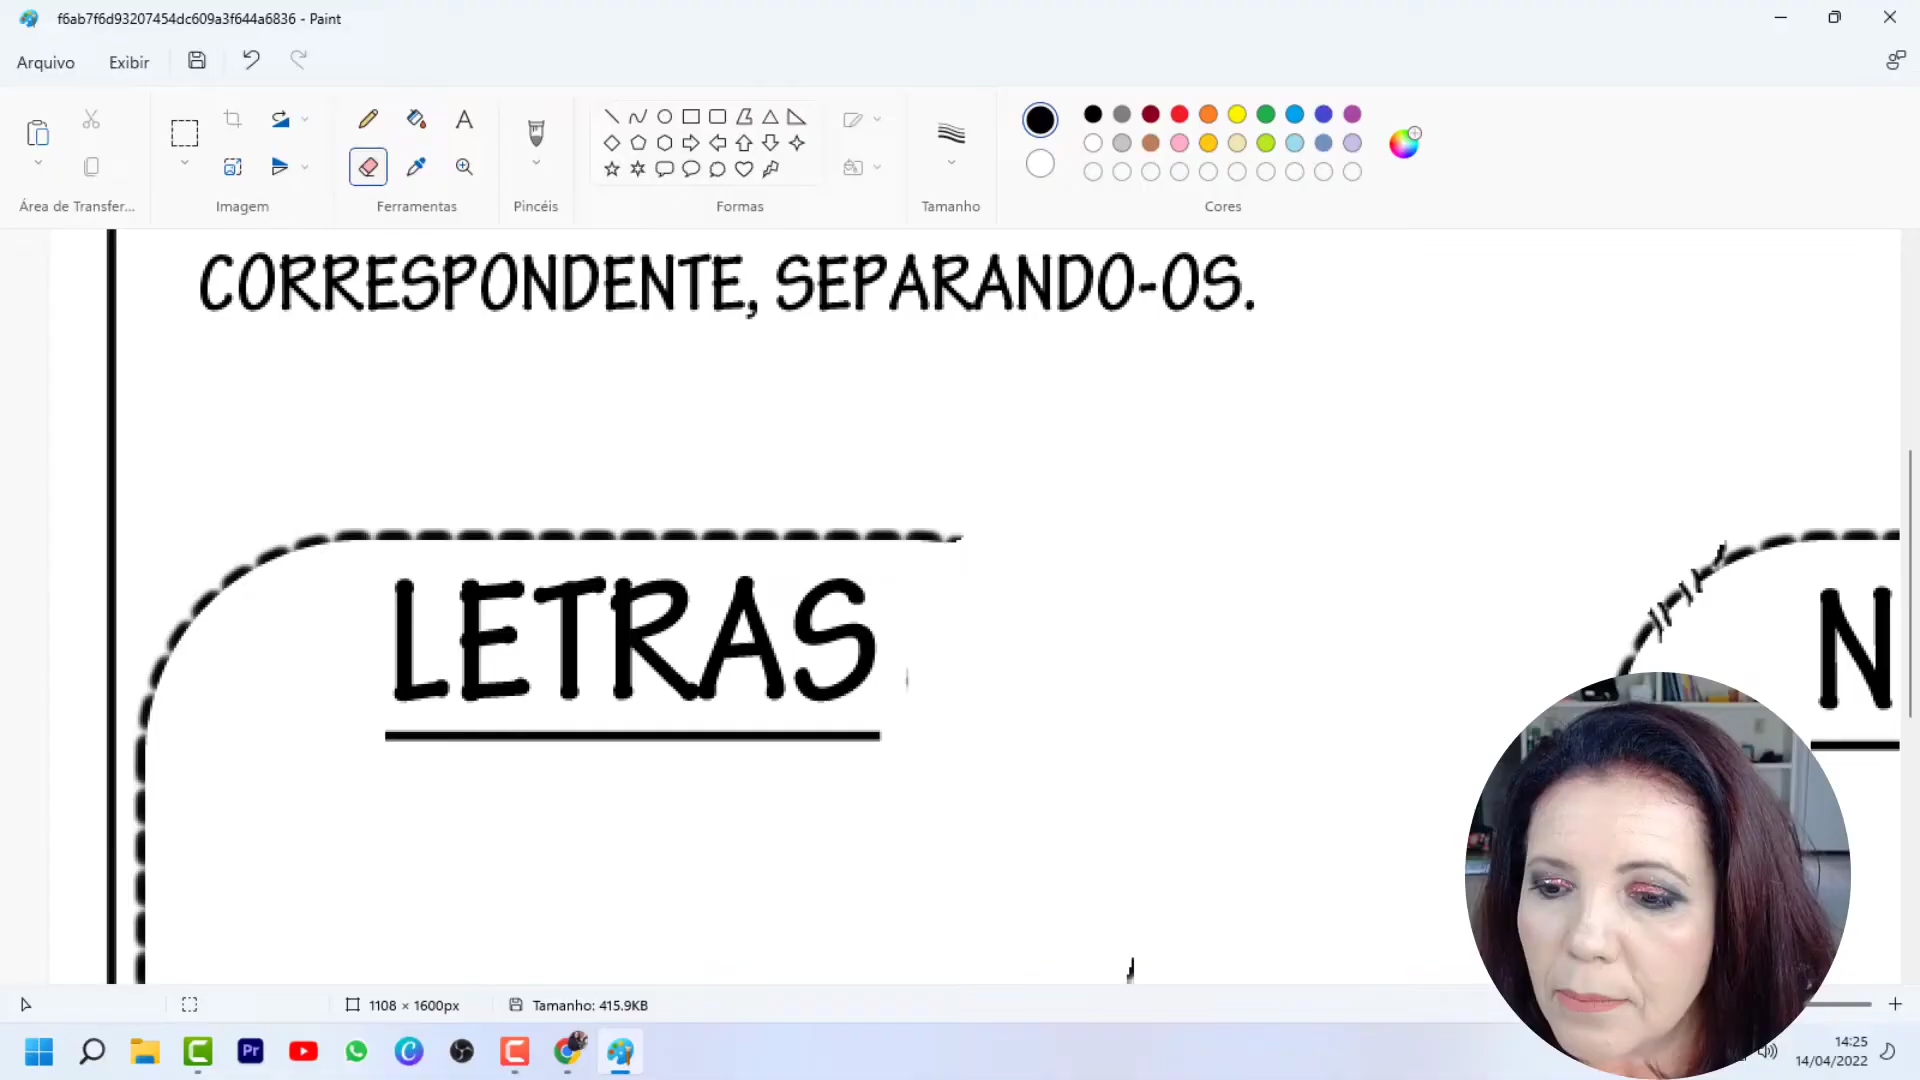 f6ab7f6d93207454dc609a3f644a6836 - Paint
Arquivo
Exibir
Área de Transfer...
Imagem
Ferramentas
Pincéis
Formas
Tamanho
Cores
CORRESPONDENTE, SEPARANDO-OS.
LETRAS
N
1108 × 1600px
Tamanho: 415.9KB
Pr
14:25
14/04/2022